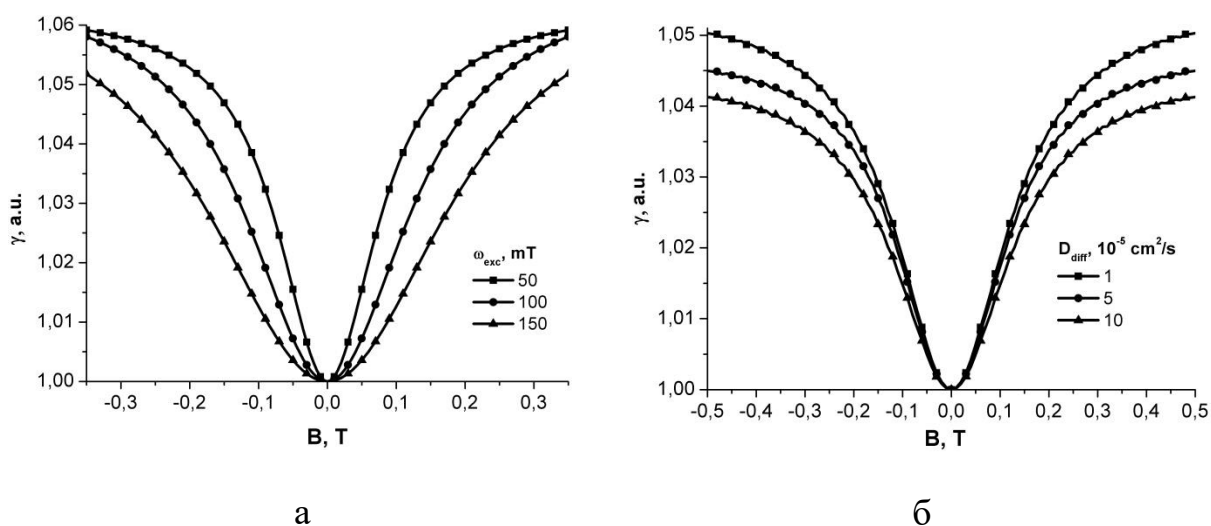 1,06
1,05
1,04
1,03
1,02
1,01
1,00
γ, a.u.
-0,3 -0,2 -0,1 0,0 0,1 0,2 0,3
B, T
ω_exc, mT
50
100
150
а
1,05
1,04
1,03
1,02
1,01
1,00
γ, a.u.
-0,5 -0,4 -0,3 -0,2 -0,1 0,0 0,1 0,2 0,3 0,4 0,5
B, T
D_diff, 10⁻⁵ cm²/s
1
5
10
б